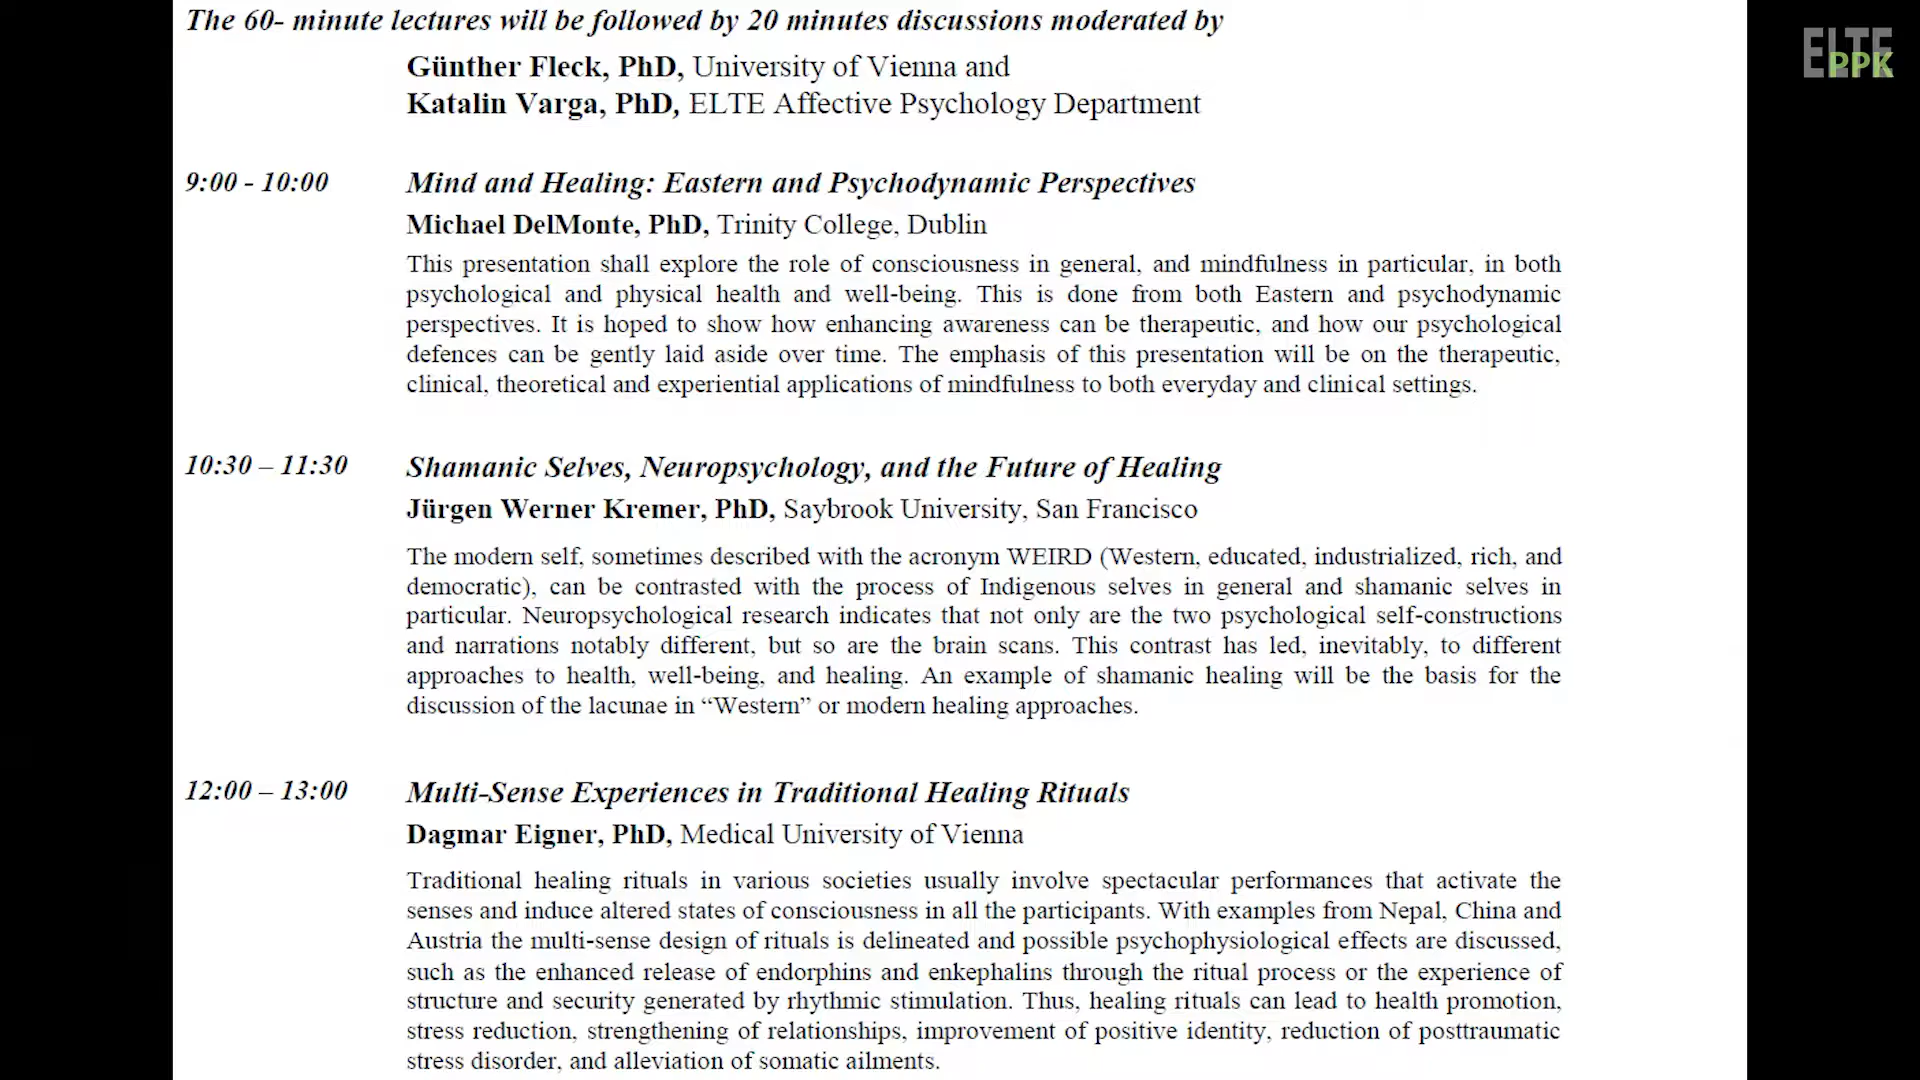 The 60- minute lectures will be followed by 20 minutes discussions moderated by
Günther Fleck, PhD, University of Vienna and
Katalin Varga, PhD, ELTE Affective Psychology Department
ELTE
PPK
9:00 - 10:00
Mind and Healing: Eastern and Psychodynamic Perspectives
Michael DelMonte, PhD, Trinity College, Dublin
This presentation shall explore the role of consciousness in general, and mindfulness in particular, in both
psychological and physical health and well-being. This is done from both Eastern and psychodynamic
perspectives. It is hoped to show how enhancing awareness can be therapeutic, and how our psychological
defences can be gently laid aside over time. The emphasis of this presentation will be on the therapeutic,
clinical, theoretical and experiential applications of mindfulness to both everyday and clinical settings.
10:30 – 11:30
Shamanic Selves, Neuropsychology, and the Future of Healing
Jürgen Werner Kremer, PhD, Saybrook University, San Francisco
The modern self, sometimes described with the acronym WEIRD (Western, educated, industrialized, rich, and
democratic), can be contrasted with the process of Indigenous selves in general and shamanic selves in
particular. Neuropsychological research indicates that not only are the two psychological self-constructions
and narrations notably different, but so are the brain scans. This contrast has led, inevitably, to different
approaches to health, well-being, and healing. An example of shamanic healing will be the basis for the
discussion of the lacunae in “Western” or modern healing approaches.
12:00 – 13:00
Multi-Sense Experiences in Traditional Healing Rituals
Dagmar Eigner, PhD, Medical University of Vienna
Traditional healing rituals in various societies usually involve spectacular performances that activate the
senses and induce altered states of consciousness in all the participants. With examples from Nepal, China and
Austria the multi-sense design of rituals is delineated and possible psychophysiological effects are discussed,
such as the enhanced release of endorphins and enkephalins through the ritual process or the experience of
structure and security generated by rhythmic stimulation. Thus, healing rituals can lead to health promotion,
stress reduction, strengthening of relationships, improvement of positive identity, reduction of posttraumatic
stress disorder, and alleviation of somatic ailments.